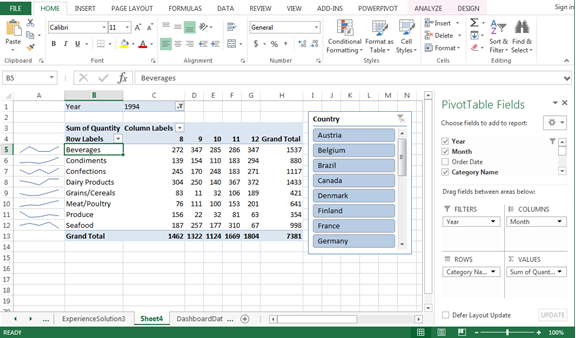 FILE HOME INSERT PAGE LAYOUT FORMULAS DATA REVIEW VIEW ADD-INS POWERPIVOT ANALYZE DESIGN Sign in
Paste
Calibri 11 A A
B I U
General
$ % ,
Conditional Formatting
Format as Table
Cell Styles
Insert
Delete
Format
Sort & Filter
Find & Select
Clipboard Font Alignment Number Styles Cells Editing
B5 fx Beverages
A B C D E F G H I J K L M N
1 Year 1994
2
3 Sum of Quantity Column Labels
4 Row Labels 8 9 10 11 12 Grand Total
5 Beverages 272 347 285 286 347 1537
6 Condiments 139 154 110 183 294 880
7 Confections 245 170 248 183 271 1117
8 Dairy Products 304 250 140 367 372 1433
9 Grains/Cereals 83 11 32 106 189 421
10 Meat/Poultry 76 111 100 153 201 641
11 Produce 156 22 32 81 63 354
12 Seafood 187 257 177 310 67 998
13 Grand Total 1462 1322 1124 1669 1804 7381
14
15
16
17
18
19
Country
Austria
Belgium
Brazil
Canada
Denmark
Finland
France
Germany
PivotTable Fields
Choose fields to add to report:
Year
Month
Order Date
Category Name
Drag fields between areas below:
FILTERS
Year
COLUMNS
Month
ROWS
Category Na...
VALUES
Sum of Quant...
Defer Layout Update UPDATE
... ExperienceSolution3 Sheet4 DashboardDat ...
READY 100%